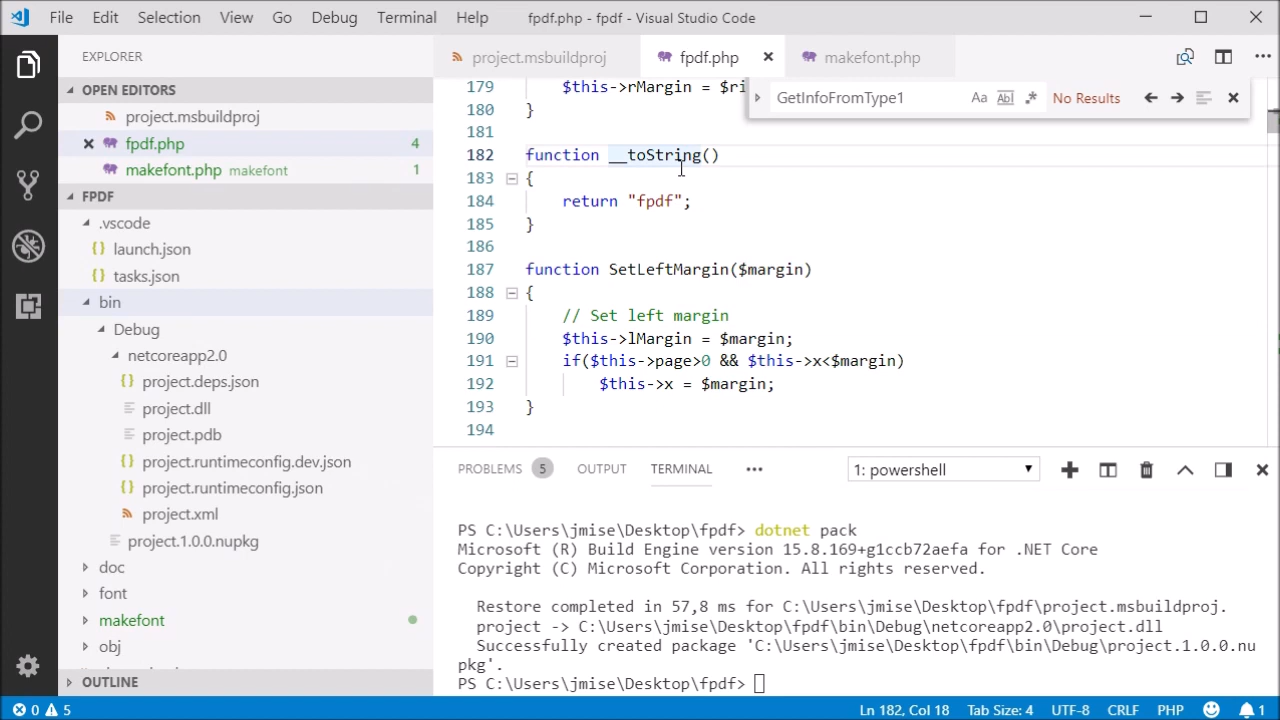 File Edit Selection View Go Debug Terminal Help fpdf.php - fpdf - Visual Studio Code
EXPLORER
OPEN EDITORS
project.msbuildproj
fpdf.php 4
makefont.php makefont 1
FPDF
.vscode
launch.json
tasks.json
bin
Debug
netcoreapp2.0
project.deps.json
project.dll
project.pdb
project.runtimeconfig.dev.json
project.runtimeconfig.json
project.xml
project.1.0.0.nupkg
doc
font
makefont
obj
OUTLINE
project.msbuildproj fpdf.php makefont.php
GetInfoFromType1 Aa Abl .* No Results
179 $this->rMargin = $ri
180 }
181
182 function __toString()
183 {
184 return "fpdf";
185 }
186
187 function SetLeftMargin($margin)
188 {
189 // Set left margin
190 $this->lMargin = $margin;
191 if($this->page>0 && $this->x<$margin)
192 $this->x = $margin;
193 }
194
PROBLEMS 5 OUTPUT TERMINAL ••• 1: powershell
PS C:\Users\jmise\Desktop\fpdf> dotnet pack
Microsoft (R) Build Engine version 15.8.169+g1ccb72aefa for .NET Core
Copyright (C) Microsoft Corporation. All rights reserved.
Restore completed in 57,8 ms for C:\Users\jmise\Desktop\fpdf\project.msbuildproj.
project -> C:\Users\jmise\Desktop\fpdf\bin\Debug\netcoreapp2.0\project.dll
Successfully created package 'C:\Users\jmise\Desktop\fpdf\bin\Debug\project.1.0.0.nu
pkg'.
PS C:\Users\jmise\Desktop\fpdf>
0 5 Ln 182, Col 18 Tab Size: 4 UTF-8 CRLF PHP 1